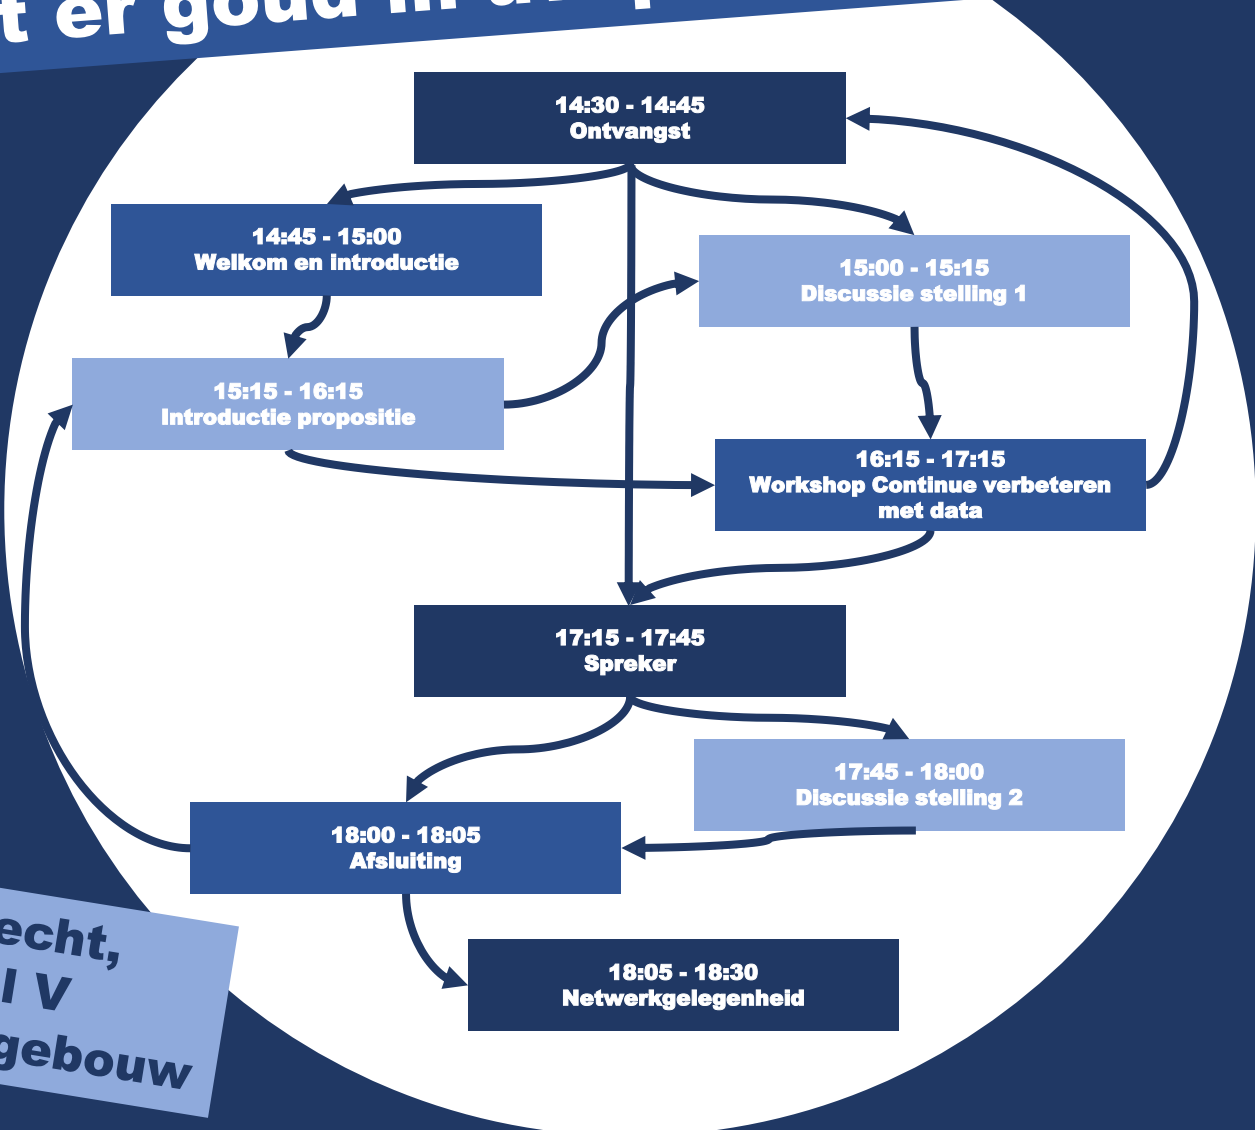 er goud in
14:30 - 14:45
Ontvangst
14:45 - 15:00
Welkom en introductie
15:00 - 15:15
Discussie stelling 1
15:15 - 16:15
Introductie propositie
16:15 - 17:15
Workshop Continue verbeteren
met data
17:15 - 17:45
Spreker
17:45 - 18:00
Discussie stelling 2
18:00 - 18:05
Afsluiting
18:05 - 18:30
Netwerkgelegenheid
echt,
l V
gebouw